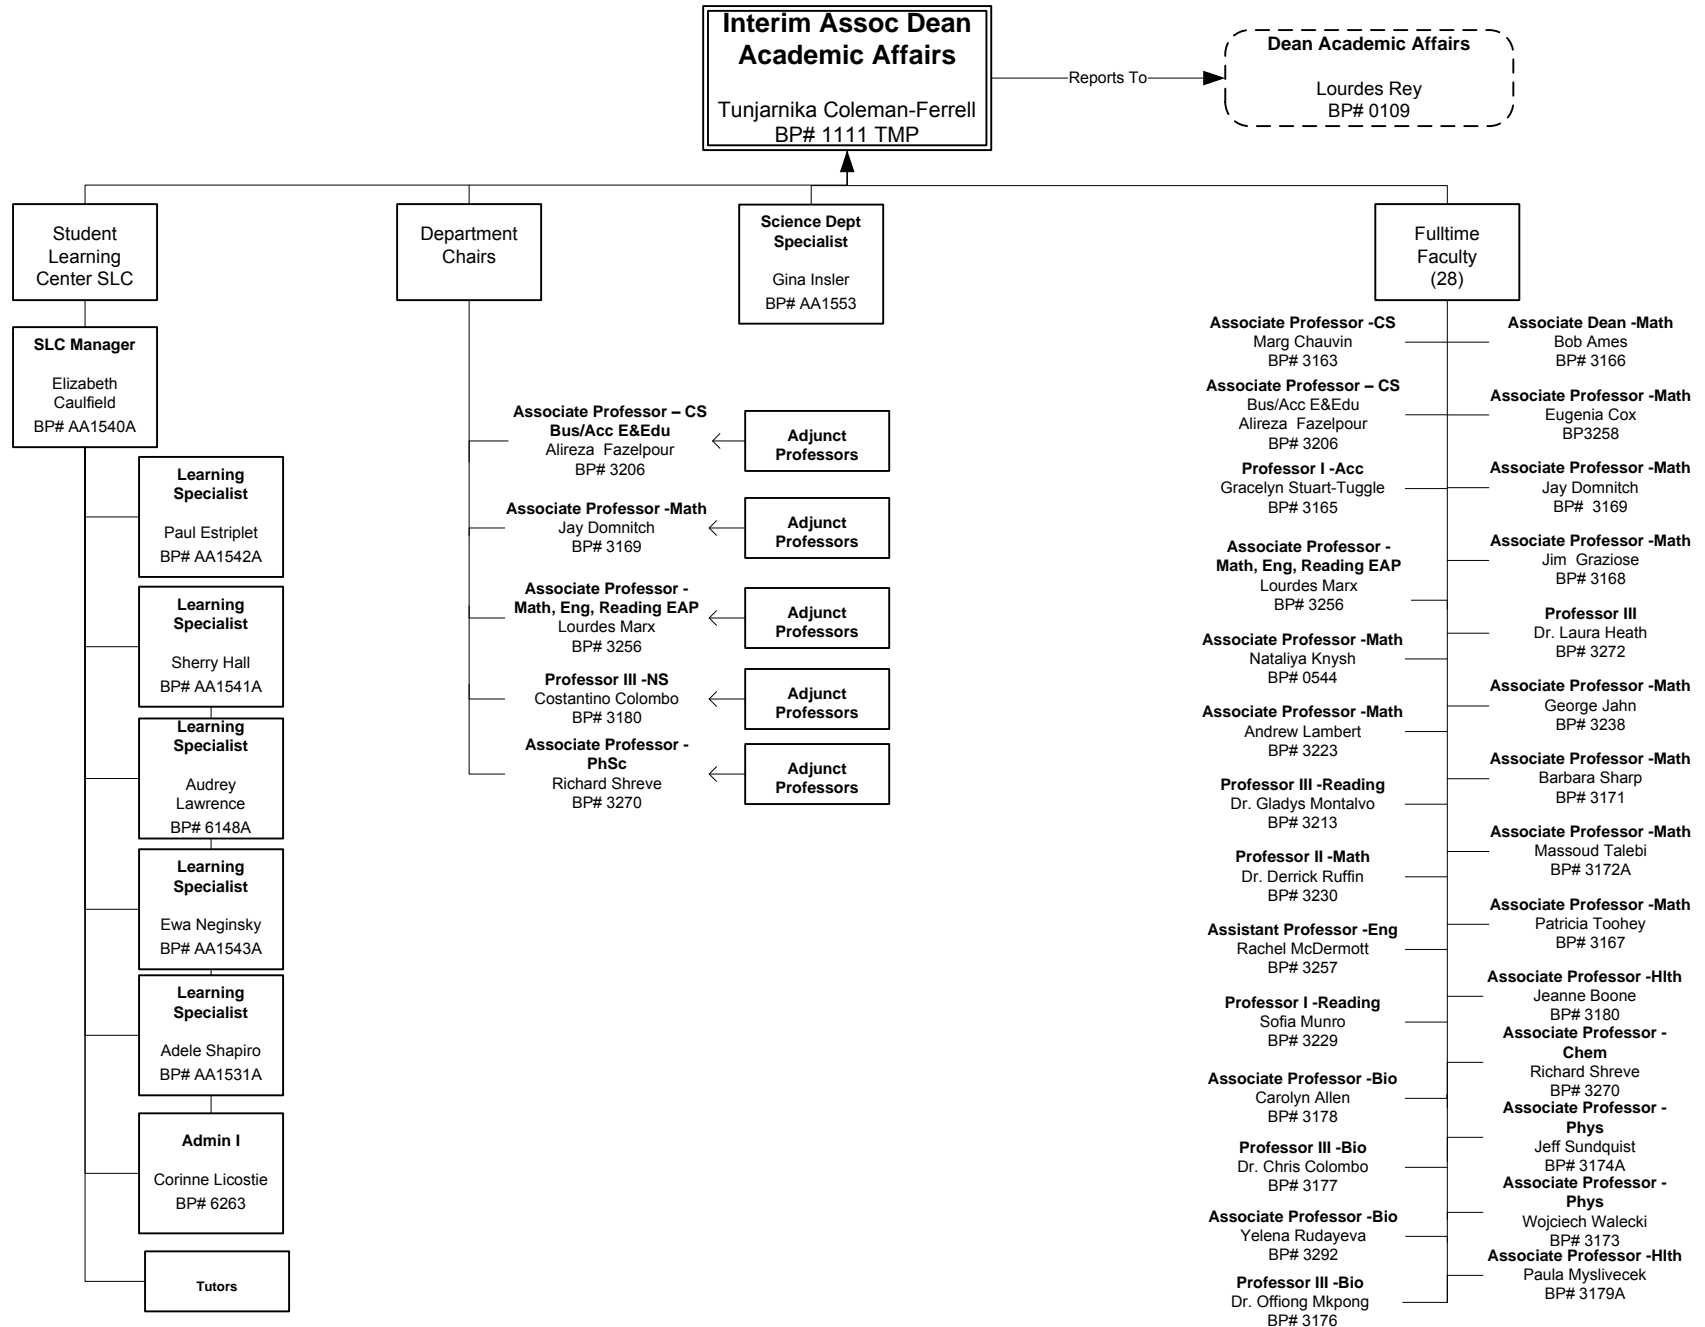 Interim Assoc Dean
Academic Affairs
Tunjarnika Coleman-Ferrell
BP# 1111 TMP
Reports To
Dean Academic Affairs
Lourdes Rey
BP# 0109
Student
Learning
Center SLC
SLC Manager
Elizabeth
Caulfield
BP# AA1540A
Learning
Specialist
Paul Estriplet
BP# AA1542A
Learning
Specialist
Sherry Hall
BP# AA1541A
Learning
Specialist
Audrey
Lawrence
BP# 6148A
Learning
Specialist
Ewa Neginsky
BP# AA1543A
Learning
Specialist
Adele Shapiro
BP# AA1531A
Admin I
Corinne Licostie
BP# 6263
Tutors
Department
Chairs
Associate Professor – CS
Bus/Acc E&Edu
Alireza  Fazelpour
BP# 3206
Adjunct
Professors
Associate Professor -Math
Jay Domnitch
BP# 3169
Adjunct
Professors
Associate Professor -
Math, Eng, Reading EAP
Lourdes Marx
BP# 3256
Adjunct
Professors
Professor III -NS
Costantino Colombo
BP# 3180
Adjunct
Professors
Associate Professor -
PhSc
Richard Shreve
BP# 3270
Adjunct
Professors
Science Dept
Specialist
Gina Insler
BP# AA1553
Fulltime
Faculty
(28)
Associate Professor -CS
Marg Chauvin
BP# 3163
Associate Professor – CS
Bus/Acc E&Edu
Alireza  Fazelpour
BP# 3206
Professor I -Acc
Gracelyn Stuart-Tuggle
BP# 3165
Associate Professor -
Math, Eng, Reading EAP
Lourdes Marx
BP# 3256
Associate Professor -Math
Nataliya Knysh
BP# 0544
Associate Professor -Math
Andrew Lambert
BP# 3223
Professor III -Reading
Dr. Gladys Montalvo
BP# 3213
Professor II -Math
Dr. Derrick Ruffin
BP# 3230
Assistant Professor -Eng
Rachel McDermott
BP# 3257
Professor I -Reading
Sofia Munro
BP# 3229
Associate Professor -Bio
Carolyn Allen
BP# 3178
Professor III -Bio
Dr. Chris Colombo
BP# 3177
Associate Professor -Bio
Yelena Rudayeva
BP# 3292
Professor III -Bio
Dr. Offiong Mkpong
BP# 3176
Associate Dean -Math
Bob Ames
BP# 3166
Associate Professor -Math
Eugenia Cox
BP3258
Associate Professor -Math
Jay Domnitch
BP#  3169
Associate Professor -Math
Jim  Graziose
BP# 3168
Professor III
Dr. Laura Heath
BP# 3272
Associate Professor -Math
George Jahn
BP# 3238
Associate Professor -Math
Barbara Sharp
BP# 3171
Associate Professor -Math
Massoud Talebi
BP# 3172A
Associate Professor -Math
Patricia Toohey
BP# 3167
Associate Professor -Hlth
Jeanne Boone
BP# 3180
Associate Professor -
Chem
Richard Shreve
BP# 3270
Associate Professor -
Phys
Jeff Sundquist
BP# 3174A
Associate Professor -
Phys
Wojciech Walecki
BP# 3173
Associate Professor -Hlth
Paula Myslivecek
BP# 3179A